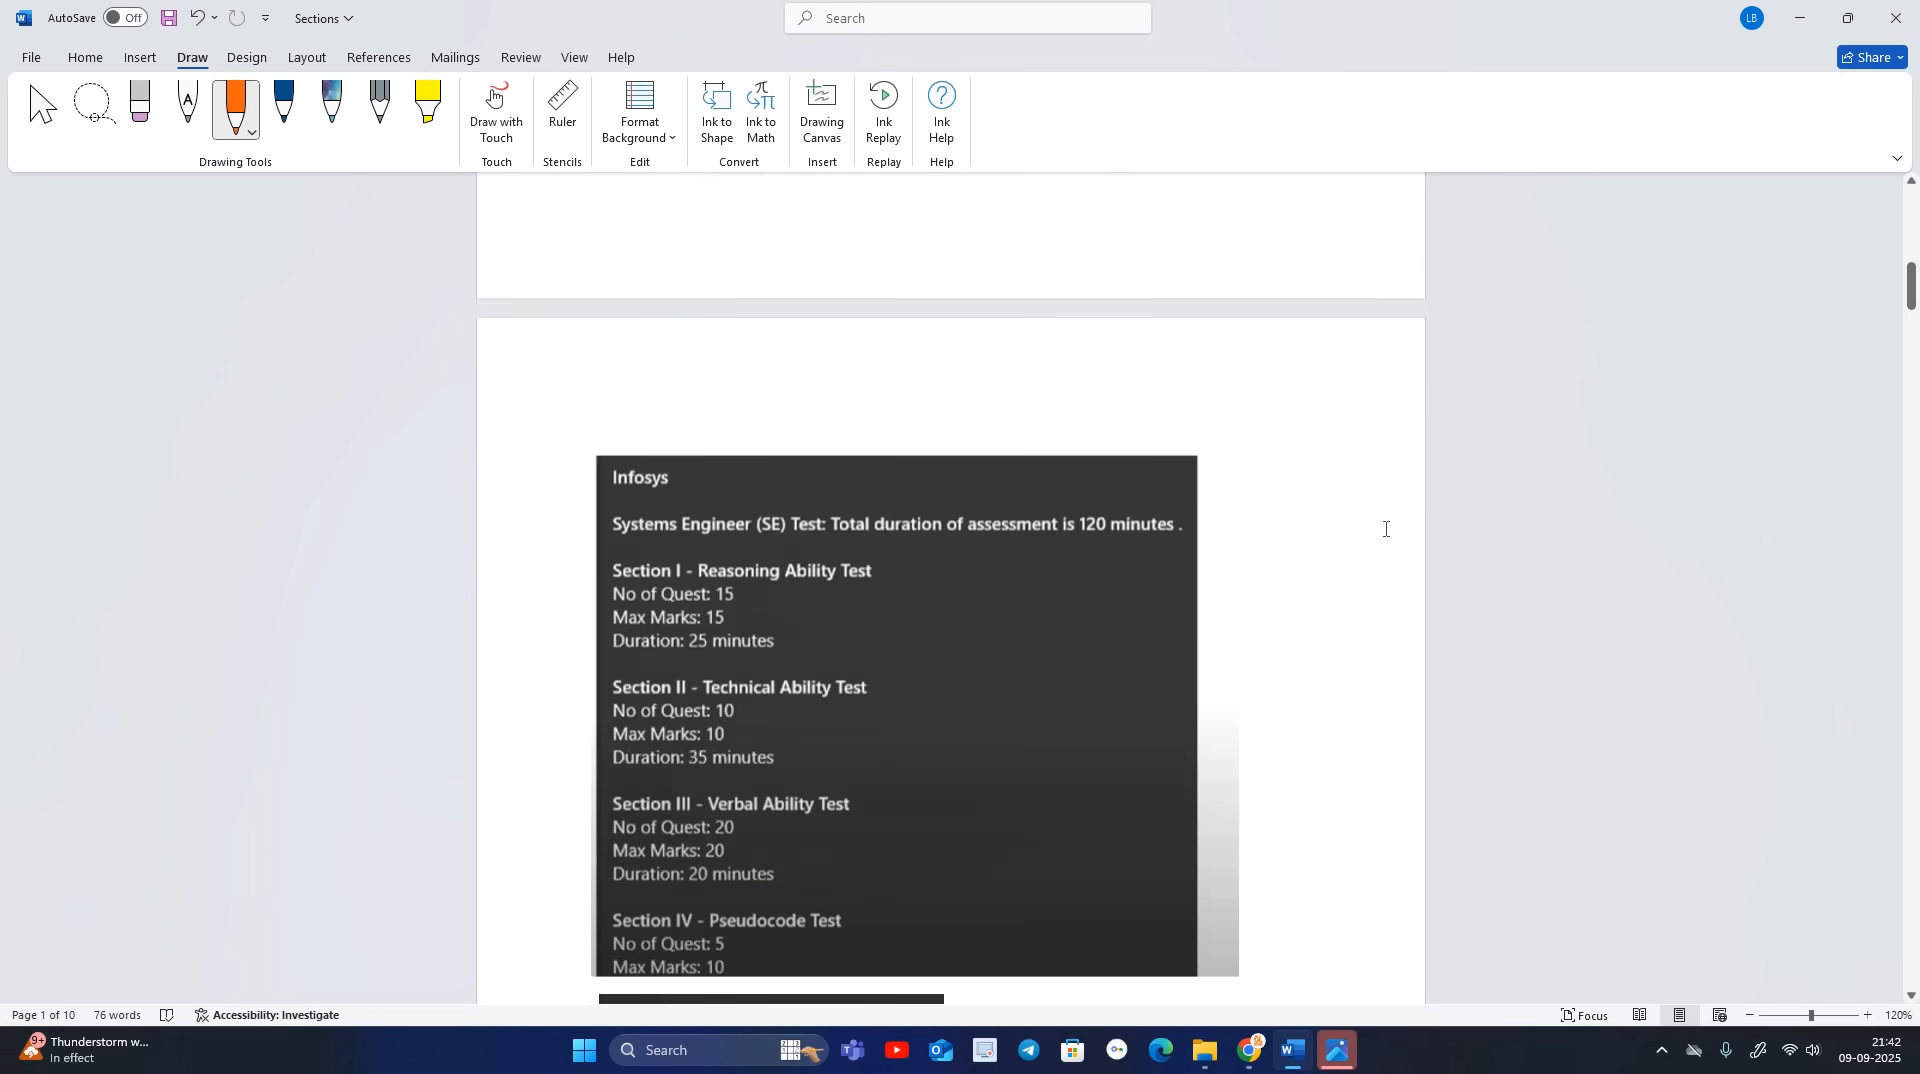 AutoSave Off Sections Search LB
File Home Insert Draw Design Layout References Mailings Review View Help Share
Draw with Touch Ruler Format Background Ink to Shape Ink to Math Drawing Canvas Ink Replay Ink Help
Drawing Tools Touch Stencils Edit Convert Insert Replay Help
Infosys
Systems Engineer (SE) Test: Total duration of assessment is 120 minutes .
Section I - Reasoning Ability Test
No of Quest: 15
Max Marks: 15
Duration: 25 minutes
Section II - Technical Ability Test
No of Quest: 10
Max Marks: 10
Duration: 35 minutes
Section III - Verbal Ability Test
No of Quest: 20
Max Marks: 20
Duration: 20 minutes
Section IV - Pseudocode Test
No of Quest: 5
Max Marks: 10
Page 1 of 10 76 words Accessibility: Investigate Focus 120%
9+ Thunderstorm w... Search 21:42
In effect 09-09-2025